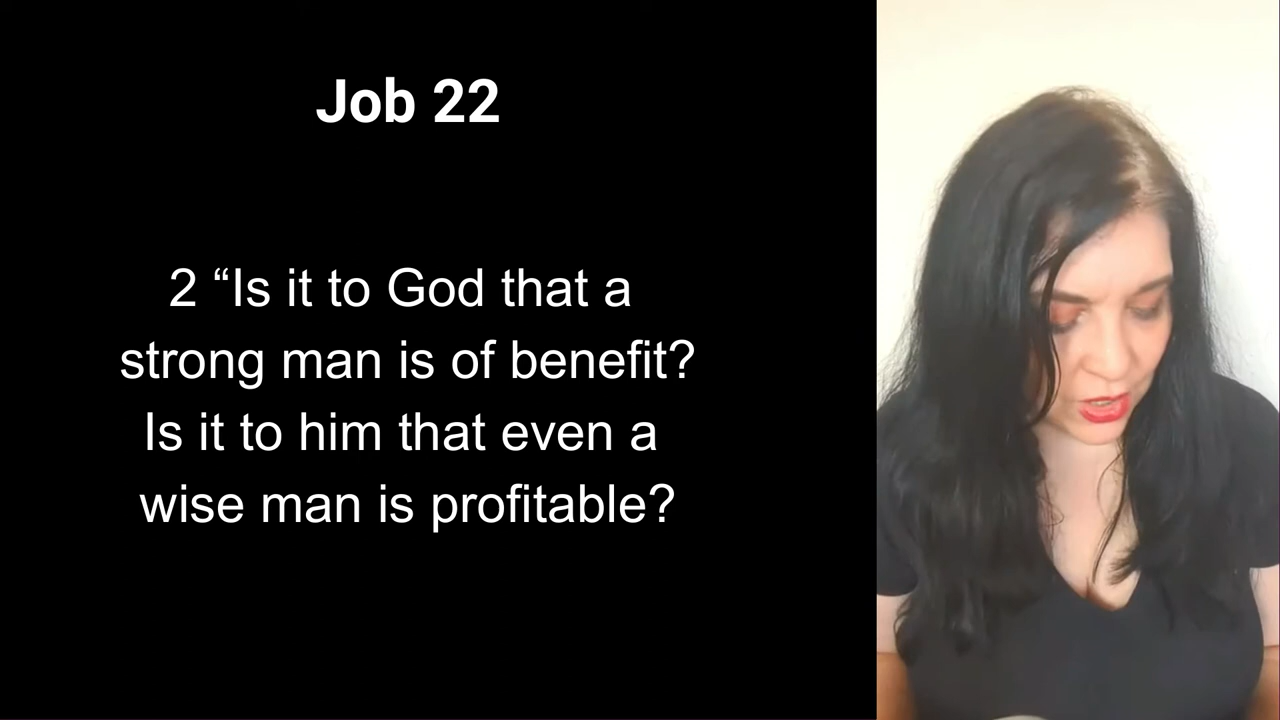 Job 22
2 “Is it to God that a
strong man is of benefit?
Is it to him that even a
wise man is profitable?